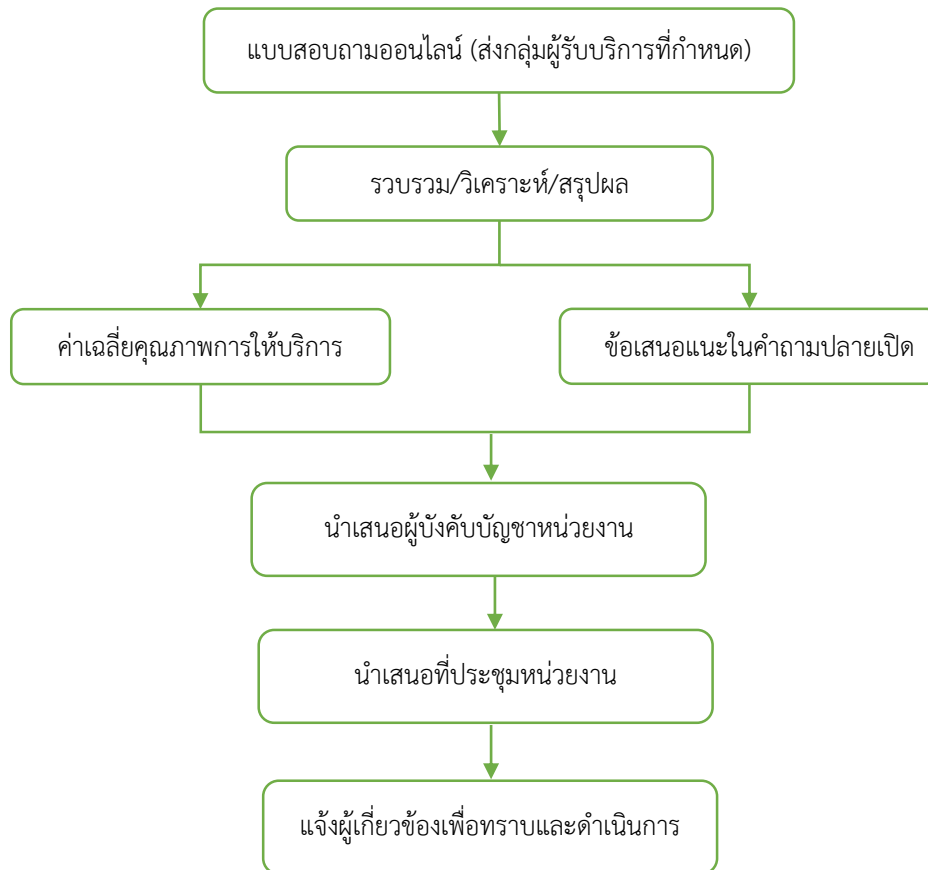 แบบสอบถามออนไลน์ (ส่งกลุ่มผู้รับบริการที่กำหนด)
รวบรวม/วิเคราะห์/สรุปผล
ค่าเฉลี่ยคุณภาพการให้บริการ
ข้อเสนอแนะในคำถามปลายเปิด
นำเสนอผู้บังคับบัญชาหน่วยงาน
นำเสนอที่ประชุมหน่วยงาน
แจ้งผู้เกี่ยวข้องเพื่อทราบและดำเนินการ